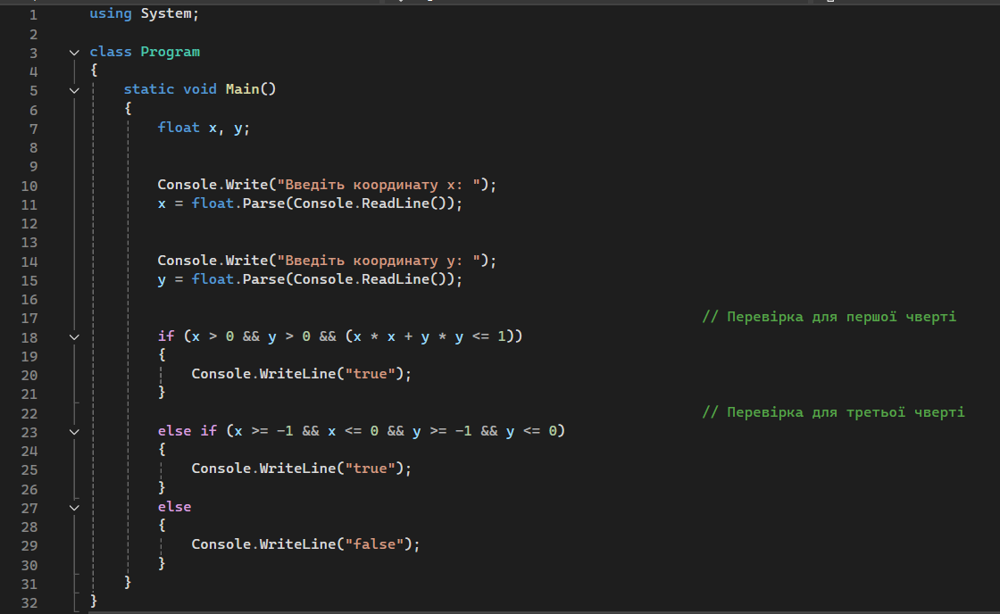 1 using System;
2
3 class Program
4 {
5 static void Main()
6 {
7 float x, y;
8
9
10 Console.Write("Введіть координату x: ");
11 x = float.Parse(Console.ReadLine());
12
13
14 Console.Write("Введіть координату y: ");
15 y = float.Parse(Console.ReadLine());
16
17 // Перевірка для першої чверті
18 if (x > 0 && y > 0 && (x * x + y * y <= 1))
19 {
20 Console.WriteLine("true");
21 }
22 // Перевірка для третьої чверті
23 else if (x >= -1 && x <= 0 && y >= -1 && y <= 0)
24 {
25 Console.WriteLine("true");
26 }
27 else
28 {
29 Console.WriteLine("false");
30 }
31 }
32 }